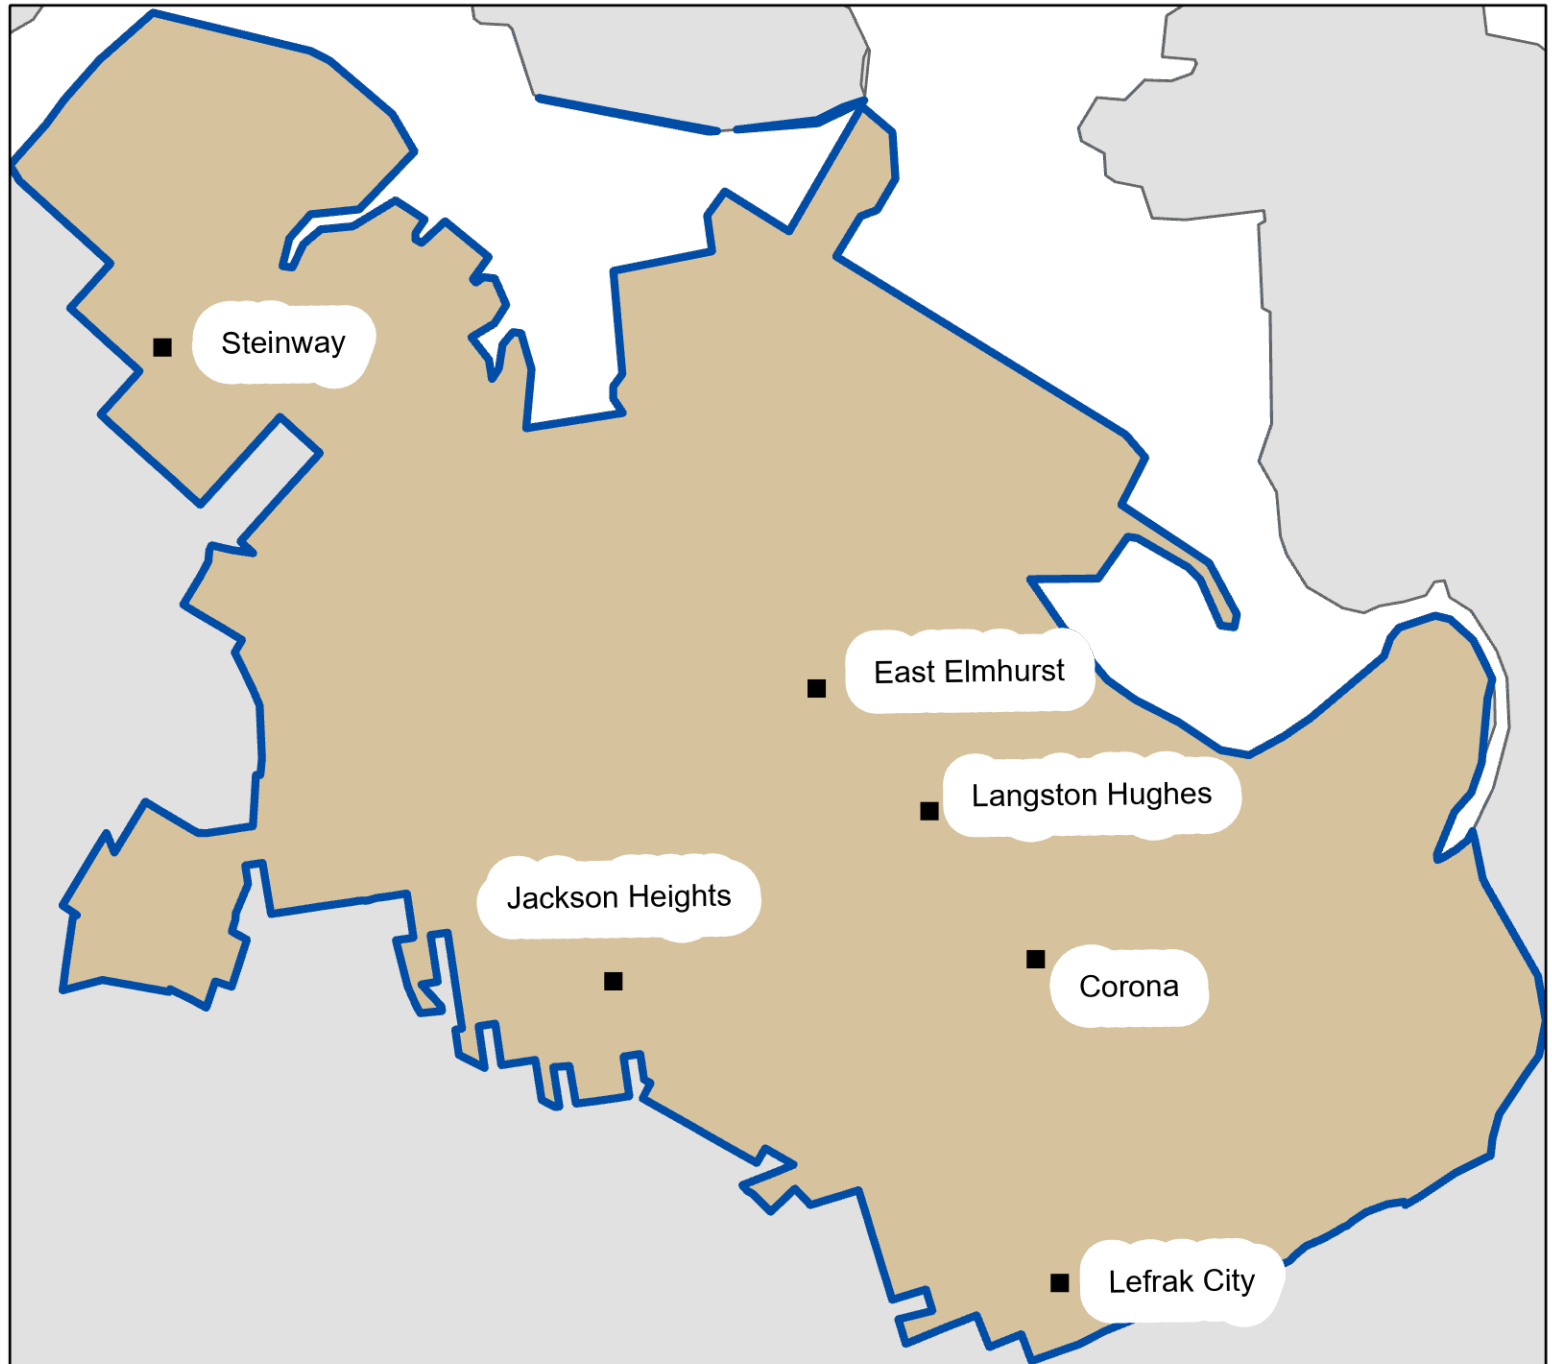 Steinway
East Elmhurst
Langston Hughes
Jackson Heights
Corona
Lefrak City